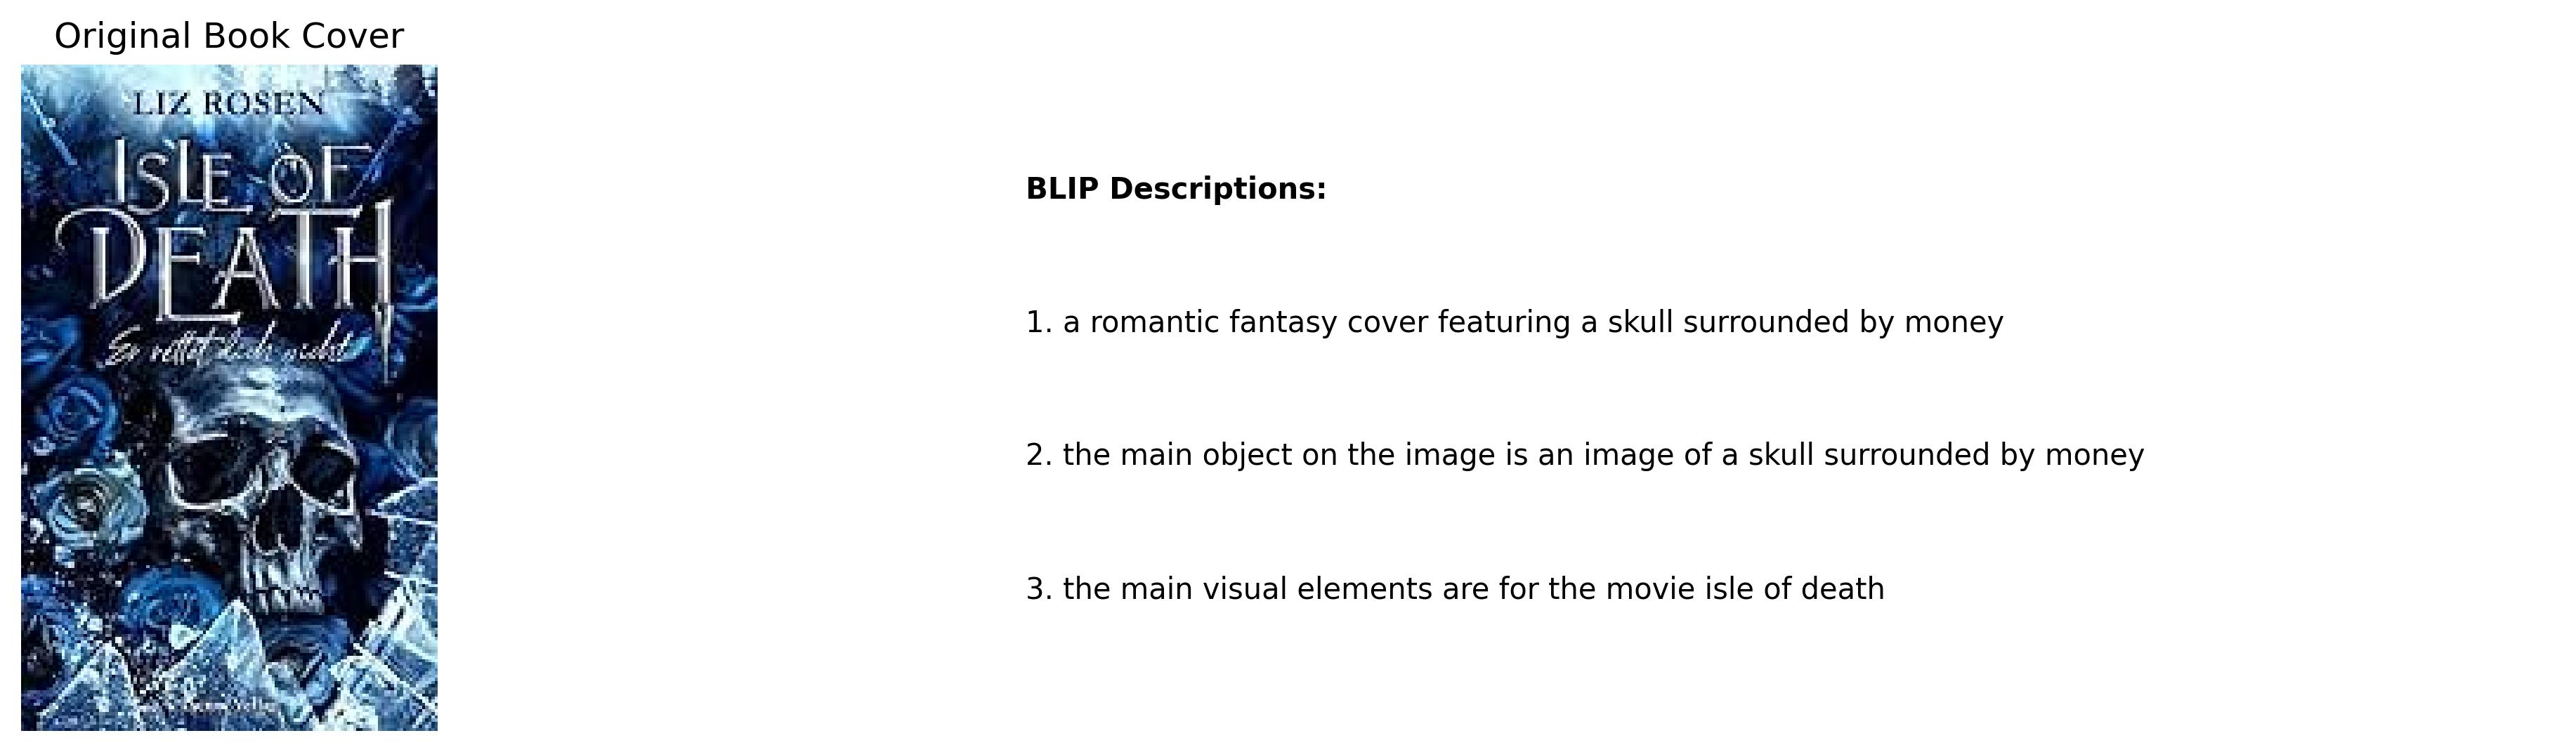 Original Book Cover
LIZ ROSEN
ISLE OF
DEATH
Er rettet dich nicht
BLIP Descriptions:
1. a romantic fantasy cover featuring a skull surrounded by money
2. the main object on the image is an image of a skull surrounded by money
3. the main visual elements are for the movie isle of death